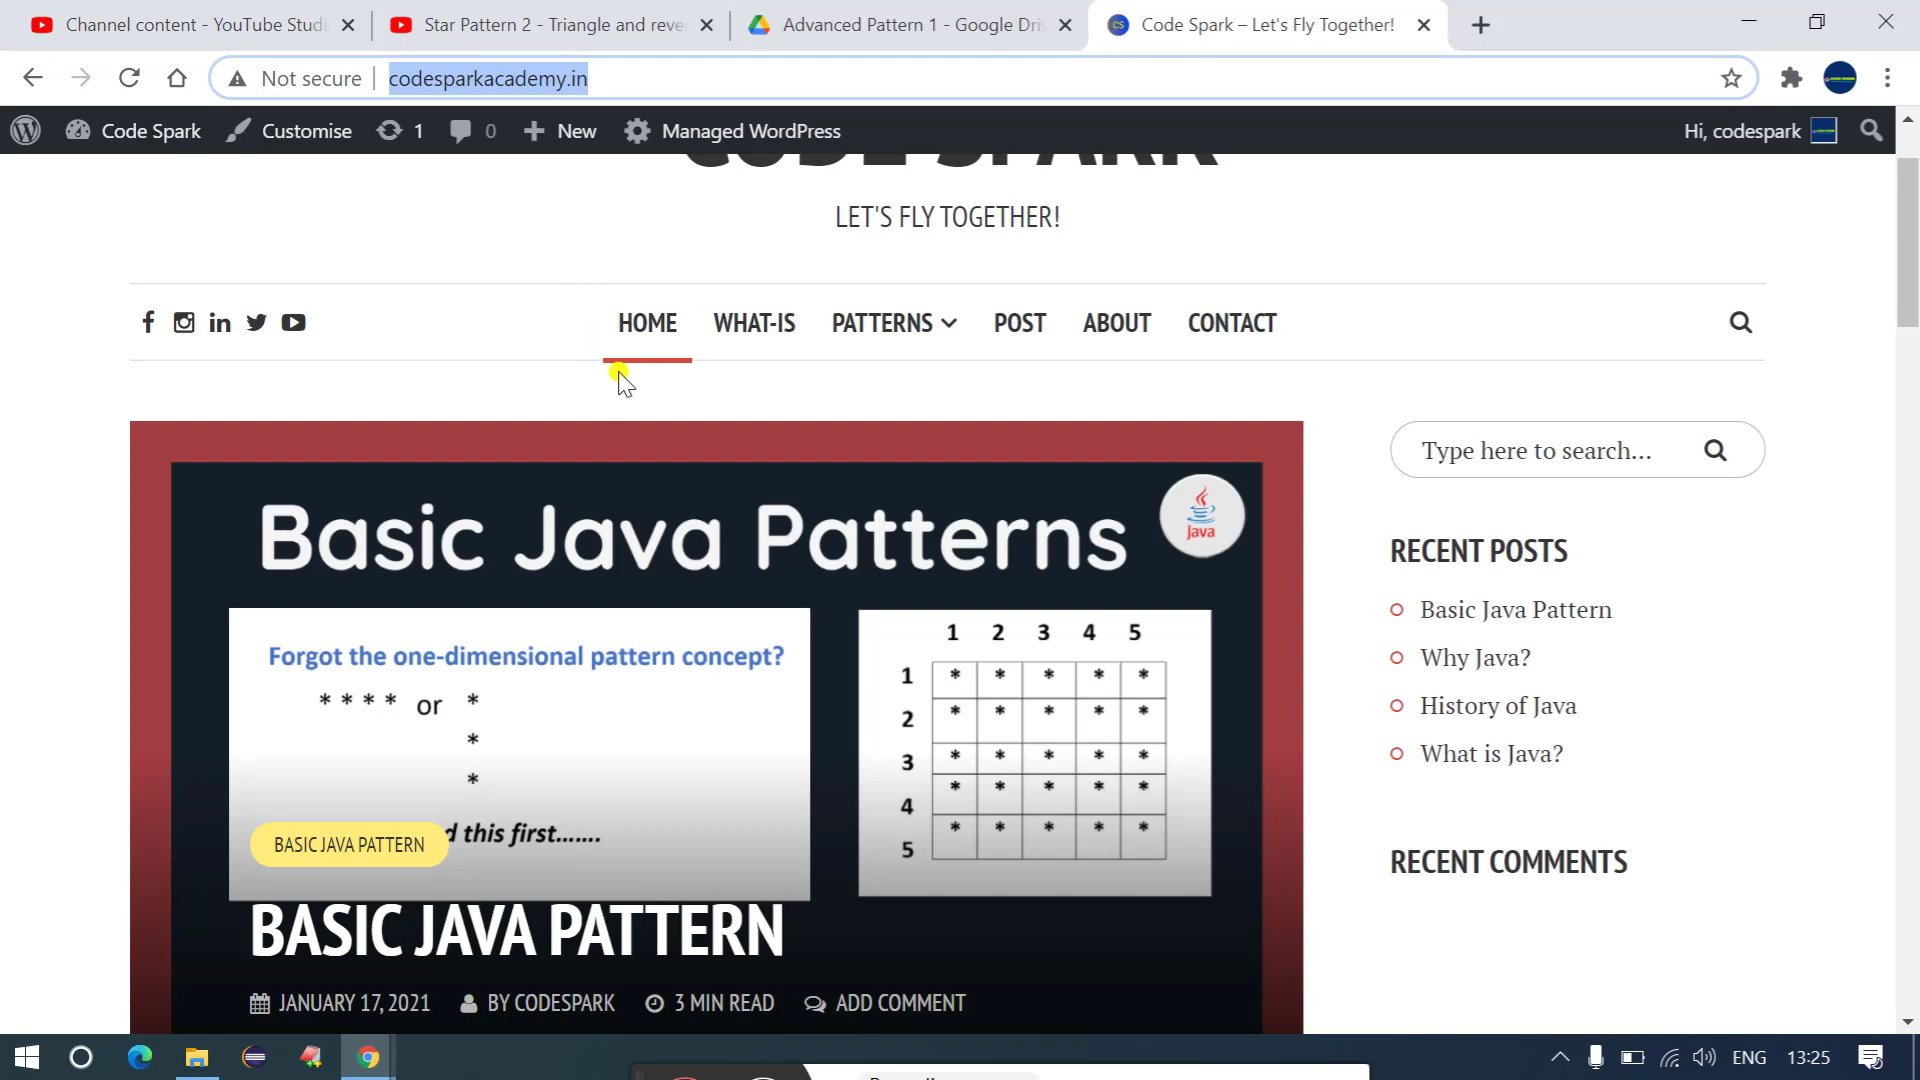 Channel content - YouTube Studi
Star Pattern 2 - Triangle and reve
Advanced Pattern 1 - Google Dri
Code Spark – Let's Fly Together!
Not secure
codesparkacademy.in
Code Spark
Customise
1
0
New
Managed WordPress
Hi, codespark
CODE SPARK
LET'S FLY TOGETHER!
HOME
WHAT-IS
PATTERNS
POST
ABOUT
CONTACT
Type here to search...
Basic Java Patterns
Java
Forgot the one-dimensional pattern concept?
* * * * or *
*
*
d this first.......
1 2 3 4 5
1 * * * * *
2 * * * * *
3 * * * * *
4 * * * * *
5 * * * * *
BASIC JAVA PATTERN
BASIC JAVA PATTERN
JANUARY 17, 2021
BY CODESPARK
3 MIN READ
ADD COMMENT
RECENT POSTS
Basic Java Pattern
Why Java?
History of Java
What is Java?
RECENT COMMENTS
ENG
13:25